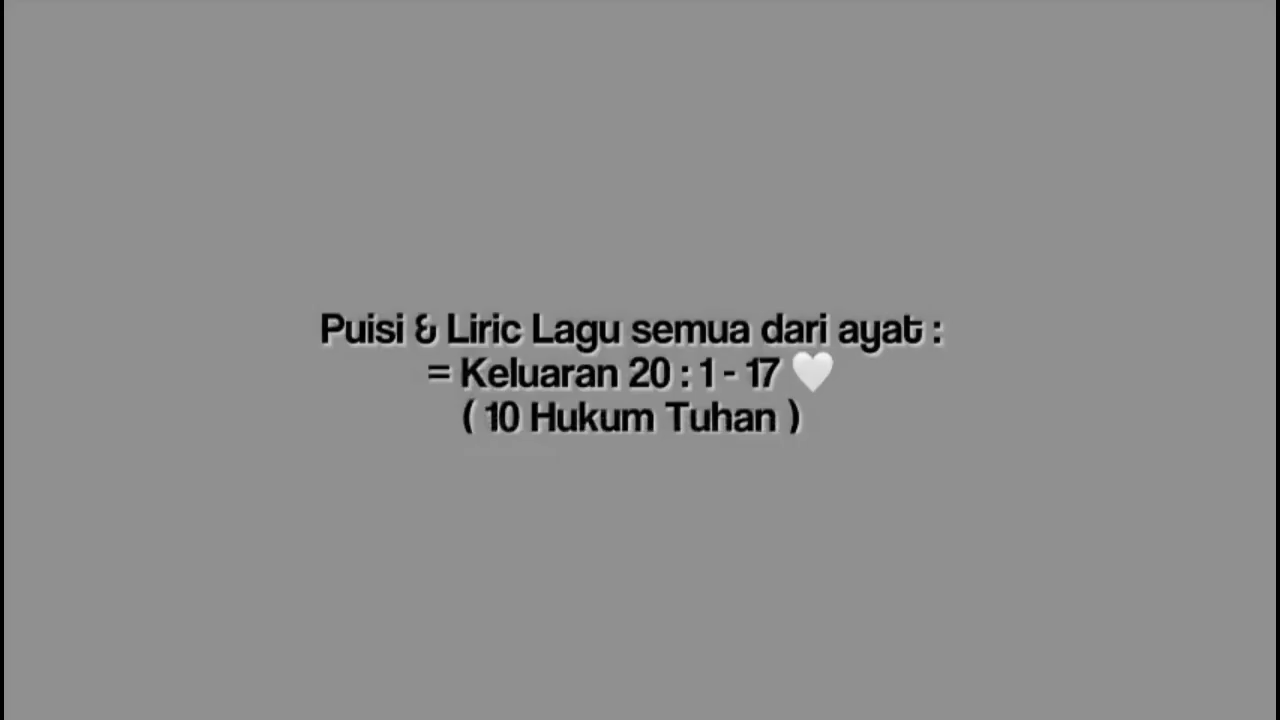 Puisi & Liric Lagu semua dari ayat :
= Keluaran 20 : 1 - 17 🤍
( 10 Hukum Tuhan )